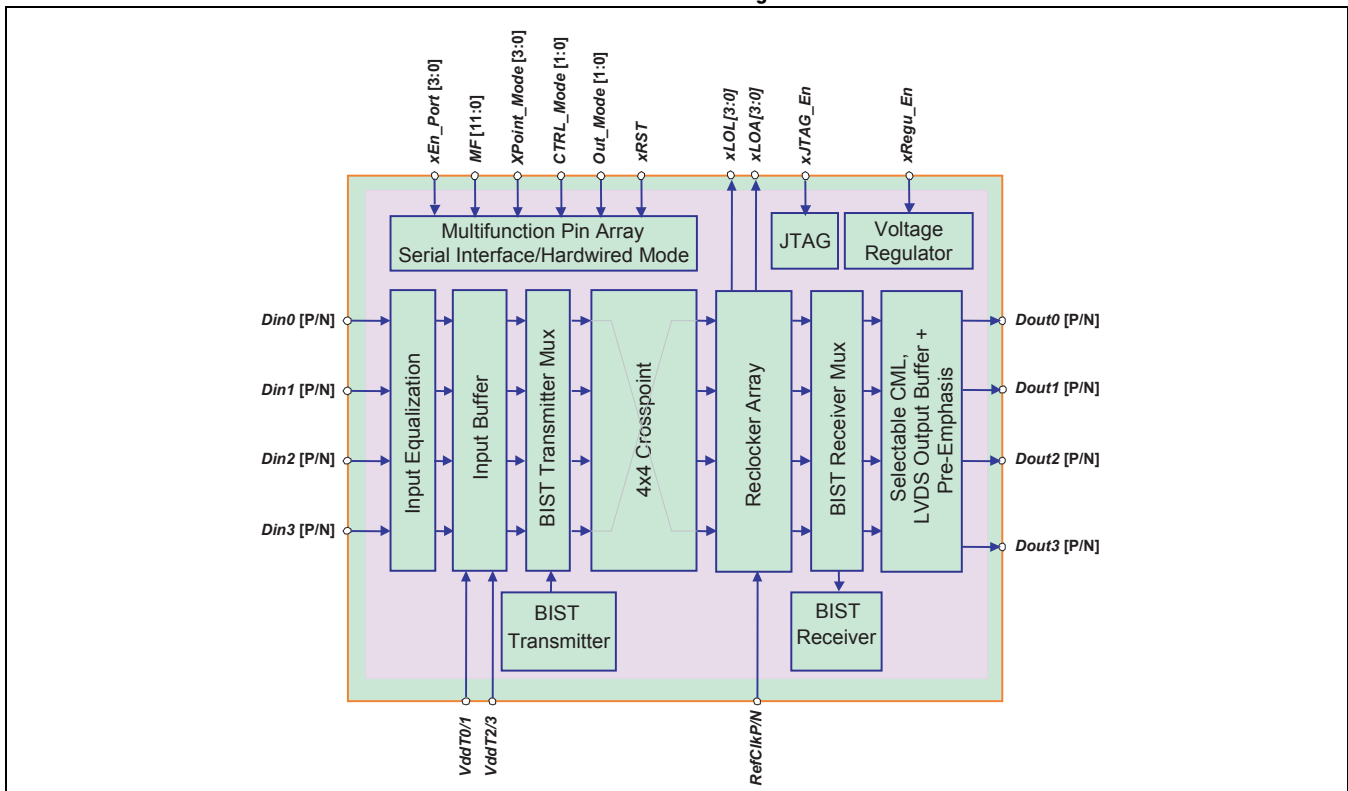 xEn_Port [3:0]
MF [11:0]
XPoint_Mode [3:0]
CTRL_Mode [1:0]
Out_Mode [1:0]
xRST
xLOL[3:0]
xLOA[3:0]
xJTAG_En
xRegu_En
Multifunction Pin Array
Serial Interface/Hardwired Mode
JTAG
Voltage
Regulator
Din0 [P/N]
Din1 [P/N]
Din2 [P/N]
Din3 [P/N]
Input Equalization
Input Buffer
BIST Transmitter Mux
4x4 Crosspoint
Reclocker Array
BIST Receiver Mux
Selectable CML,
LVDS Output Buffer +
Pre-Emphasis
Dout0 [P/N]
Dout1 [P/N]
Dout2 [P/N]
Dout3 [P/N]
BIST
Transmitter
BIST
Receiver
VddT0/1
VddT2/3
RefClkP/N